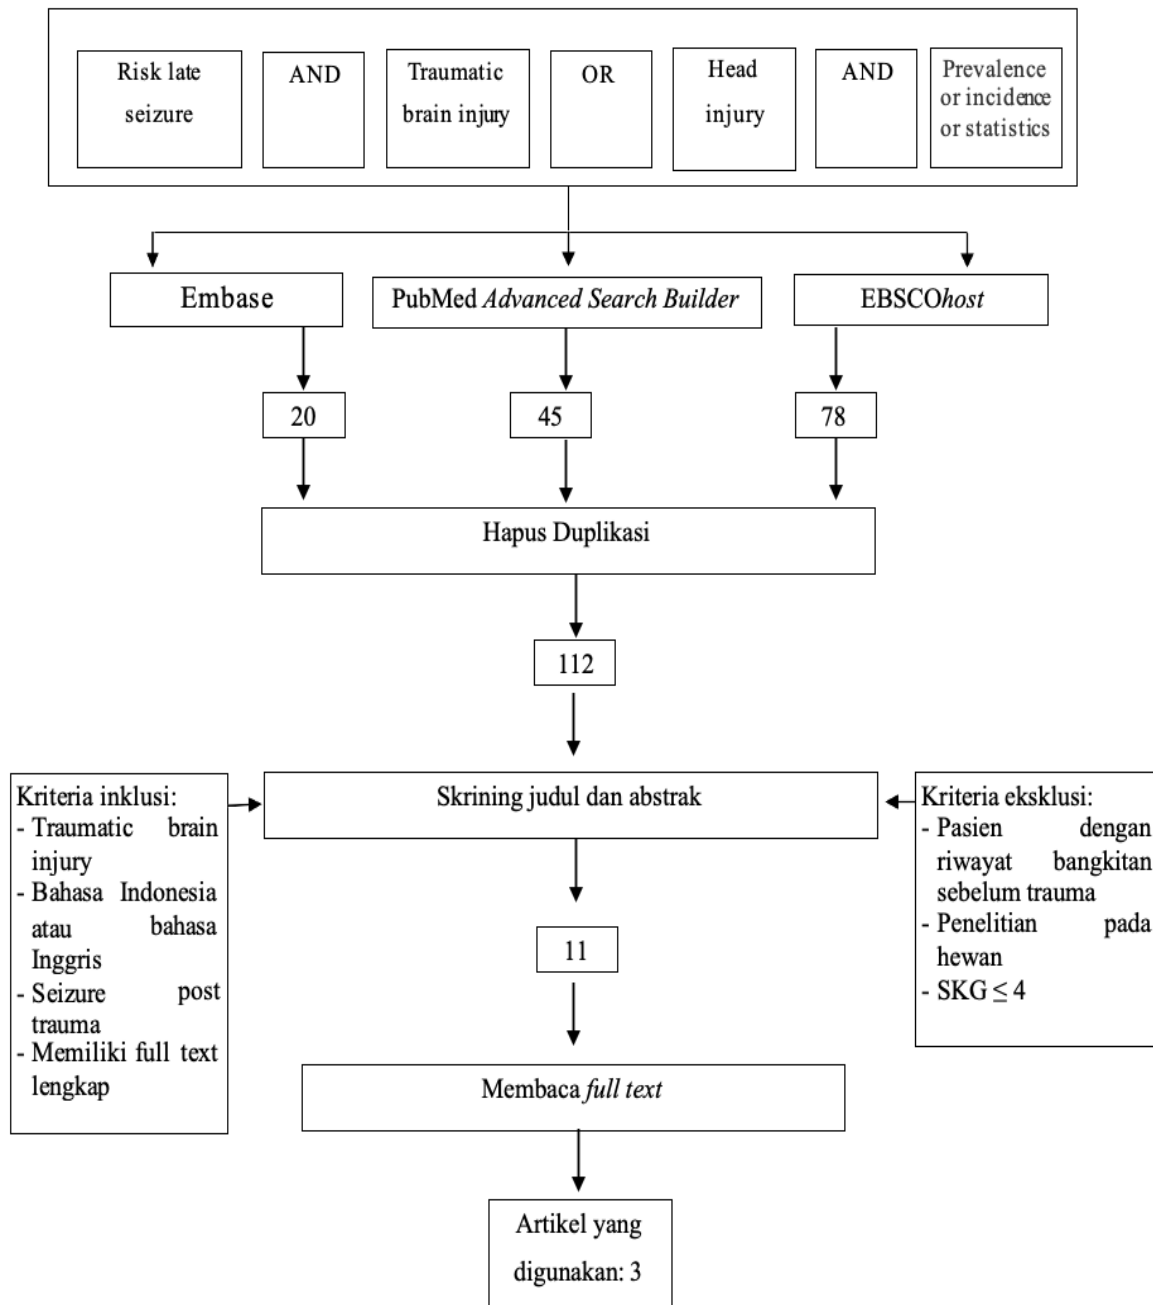 Risk late
seizure
AND
Traumatic
brain injury
OR
Head
injury
AND
Prevalence
or incidence
or statistics
Embase
PubMed Advanced Search Builder
EBSCOhost
20
45
78
Hapus Duplikasi
112
Kriteria inklusi:
- Traumatic brain
injury
- Bahasa Indonesia
atau bahasa
Inggris
- Seizure post
trauma
- Memiliki full text
lengkap
Skrining judul dan abstrak
Kriteria eksklusi:
- Pasien dengan
riwayat bangkitan
sebelum trauma
- Penelitian pada
hewan
- SKG ≤ 4
11
Membaca full text
Artikel yang
digunakan: 3